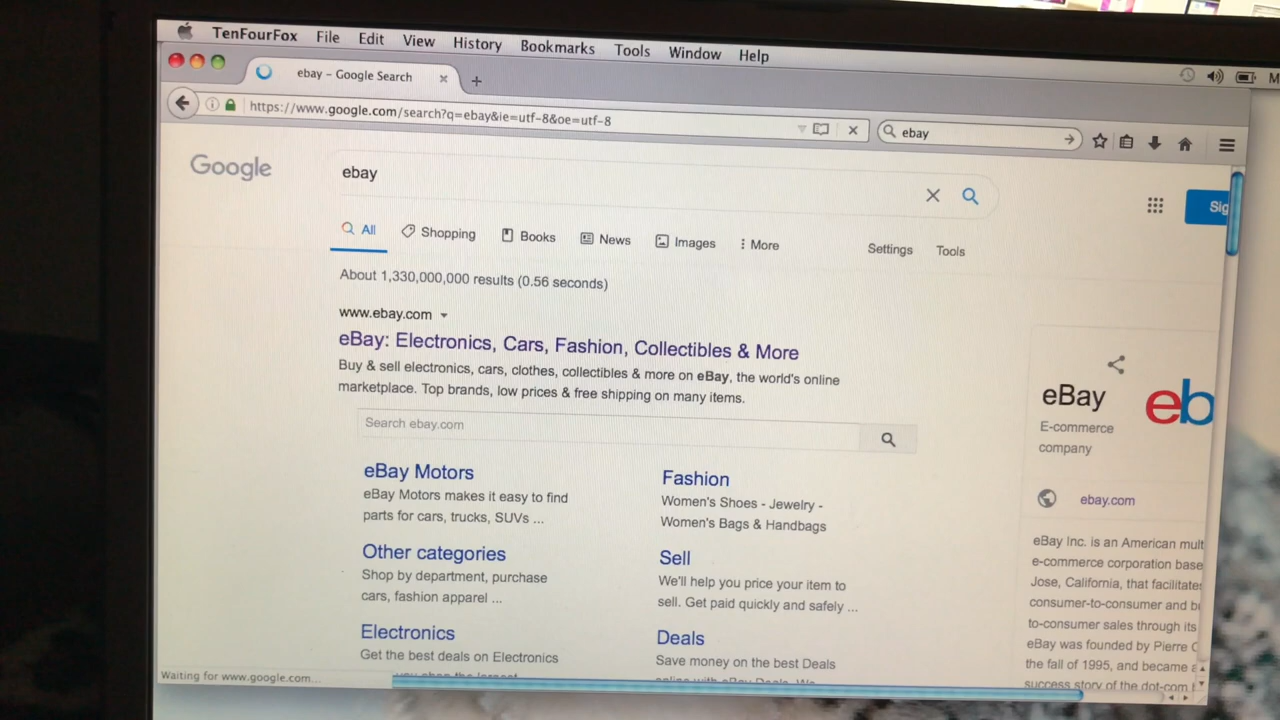 TenFourFox File Edit View History Bookmarks Tools Window Help
M
ebay - Google Search
https://www.google.com/search?q=ebay&ie=utf-8&oe=utf-8
ebay
Google
ebay
Sig
All Shopping Books News Images More Settings Tools
About 1,330,000,000 results (0.56 seconds)
www.ebay.com
eBay: Electronics, Cars, Fashion, Collectibles & More
Buy & sell electronics, cars, clothes, collectibles & more on eBay, the world's online
marketplace. Top brands, low prices & free shipping on many items.
Search ebay.com
eBay Motors
eBay Motors makes it easy to find
parts for cars, trucks, SUVs ...
Fashion
Women's Shoes - Jewelry -
Women's Bags & Handbags
Other categories
Shop by department, purchase
cars, fashion apparel ...
Sell
We'll help you price your item to
sell. Get paid quickly and safely ...
Electronics
Get the best deals on Electronics
Deals
Save money on the best Deals
eBay
eb
E-commerce
company
ebay.com
eBay Inc. is an American mult
e-commerce corporation base
Jose, California, that facilitates
consumer-to-consumer and bu
to-consumer sales through its
eBay was founded by Pierre C
the fall of 1995, and became a
success story of the dot-com
Waiting for www.google.com...